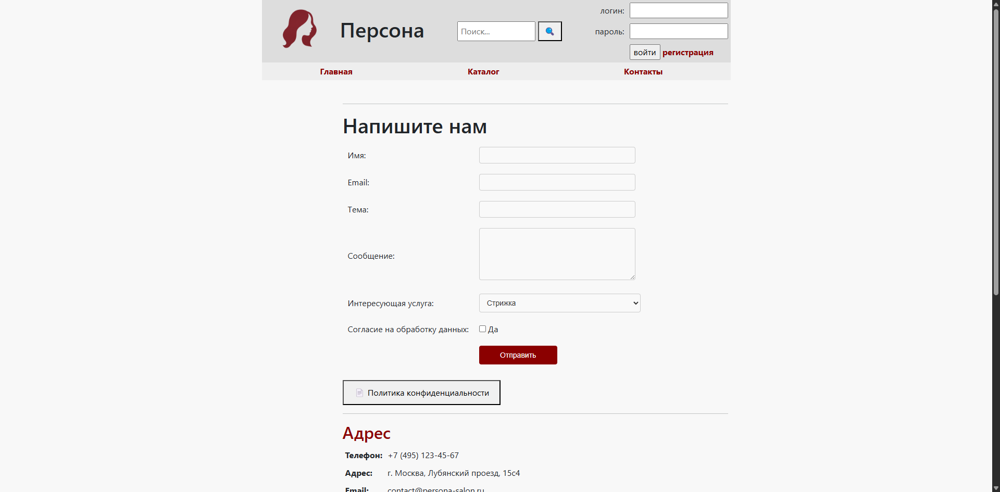 Персона
Поиск...
логин:
пароль:
войти регистрация
Главная Каталог Контакты
Напишите нам
Имя:
Email:
Тема:
Сообщение:
Интересующая услуга: Стрижка
Согласие на обработку данных: Да
Отправить
Политика конфиденциальности
Адрес
Телефон: +7 (495) 123-45-67
Адрес: г. Москва, Лубянский проезд, 15с4
Email: contact@persona-salon.ru